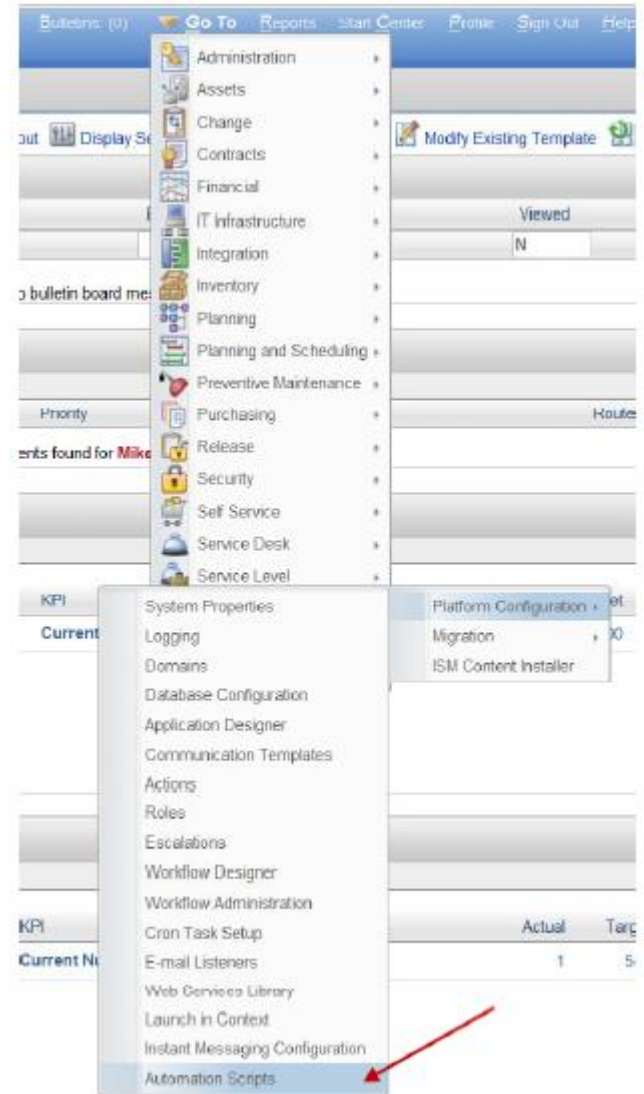 Bulletins: (0) Go To Reports Start Center Profile Sign Out Help
Administration
Assets
Change
Display Se Modify Existing Template
Contracts
Financial
Viewed
IT Infrastructure
N
Integration
Inventory
bulletin board mes
Planning
Planning and Scheduling
Preventive Maintenance
Priority Purchasing Route
Release
ents found for Mike
Security
Self Service
Service Desk
Service Level
KPI System Properties Platform Configuration et
Current Logging Migration 00
Domains ISM Content Installer
Database Configuration
Application Designer
Communication Templates
Actions
Roles
Escalations
Workflow Designer
Workflow Administration
KPI Cron Task Setup Actual Targ
Current Nu E-mail Listeners 1 5
Web Services Library
Launch in Context
Instant Messaging Configuration
Automation Scripts